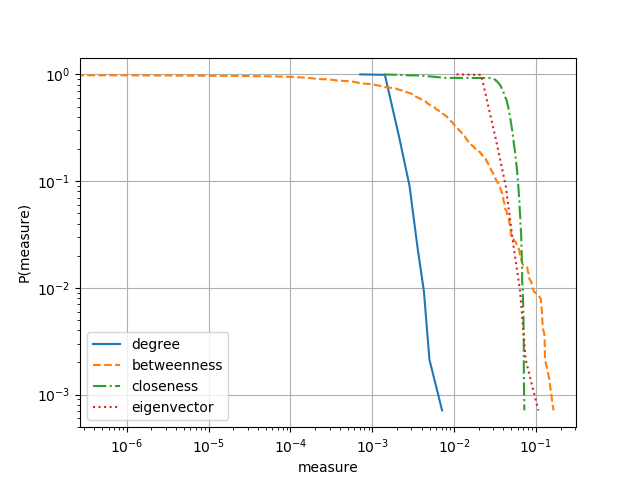 10⁰
10⁻¹
10⁻²
10⁻³
P(measure)
degree
betweenness
closeness
eigenvector
10⁻⁶ 10⁻⁵ 10⁻⁴ 10⁻³ 10⁻² 10⁻¹
measure